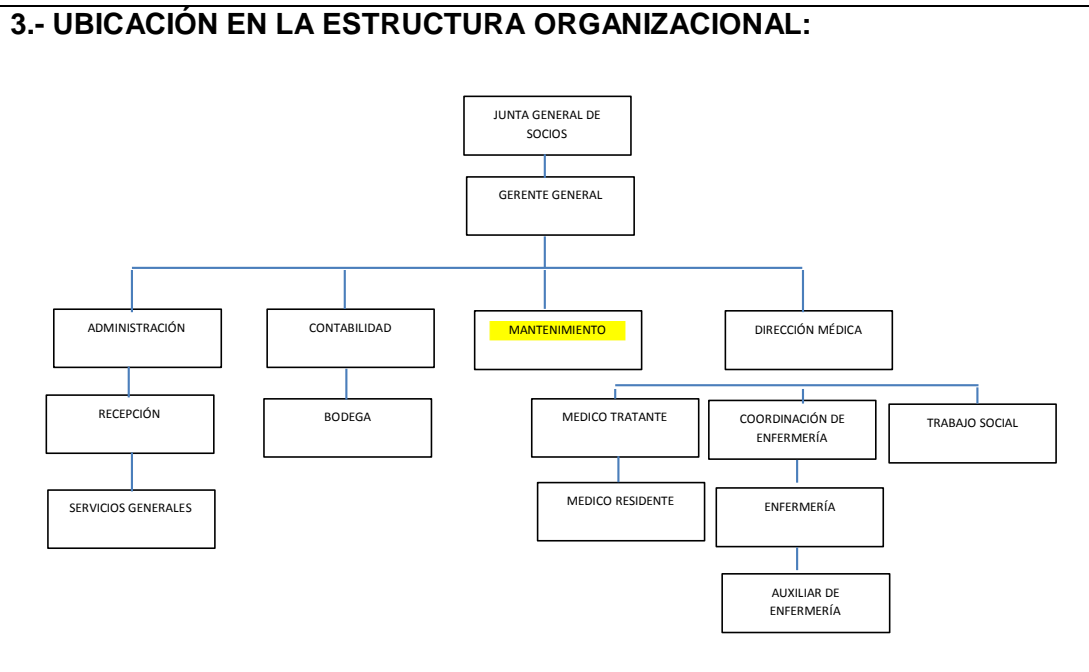 3.- UBICACIÓN EN LA ESTRUCTURA ORGANIZACIONAL:
JUNTA GENERAL DE
SOCIOS
GERENTE GENERAL
ADMINISTRACIÓN
CONTABILIDAD
MANTENIMIENTO
DIRECCIÓN MÉDICA
RECEPCIÓN
BODEGA
MEDICO TRATANTE
COORDINACIÓN DE
ENFERMERÍA
TRABAJO SOCIAL
SERVICIOS GENERALES
MEDICO RESIDENTE
ENFERMERÍA
AUXILIAR DE
ENFERMERÍA